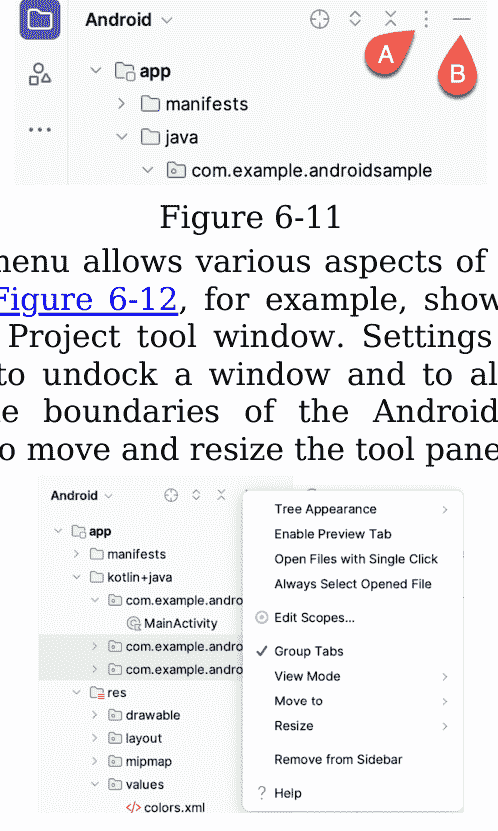 Android
A
B
app
manifests
java
com.example.androidsample
Figure 6-11
menu allows various aspects of
Figure 6-12, for example, show
Project tool window. Settings
to undock a window and to al
boundaries of the Android
move and resize the tool pane
Android
app
manifests
kotlin+java
com.example.andro
MainActivity
com.example.andro
com.example.andro
res
drawable
layout
mipmap
values
colors.xml
Tree Appearance
Enable Preview Tab
Open Files with Single Click
Always Select Opened File
Edit Scopes...
Group Tabs
View Mode
Move to
Resize
Remove from Sidebar
? Help